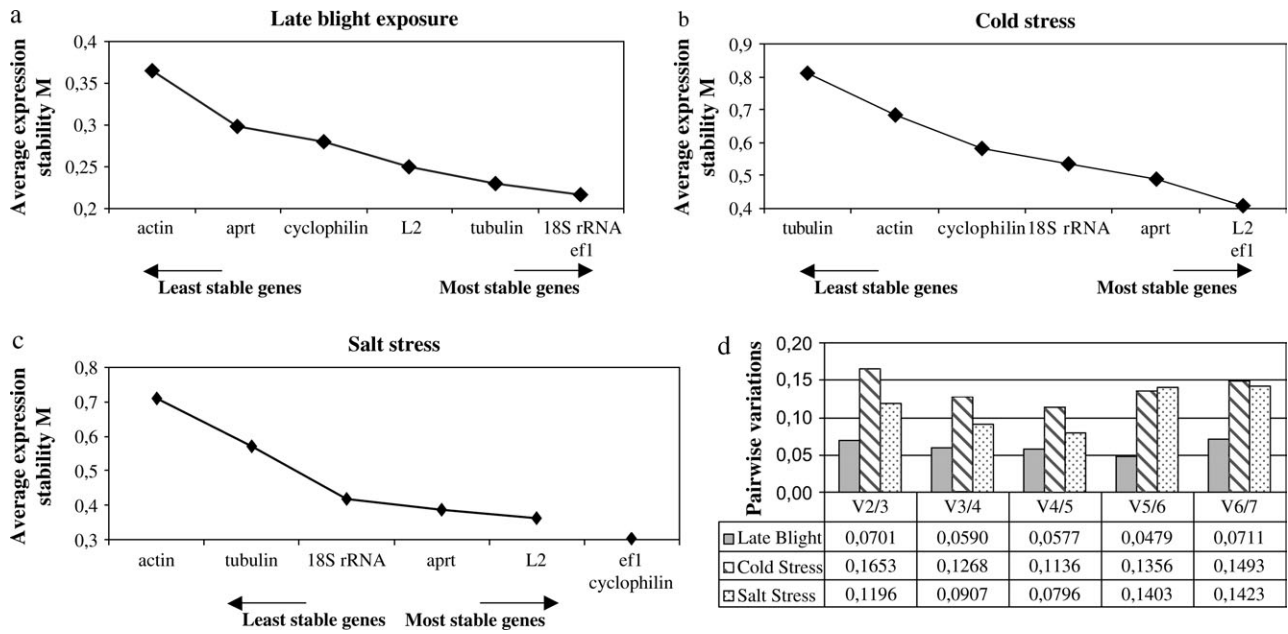 a
Late blight exposure
Average expression
stability M
0,4
0,35
0,3
0,25
0,2
actin aprt cyclophilin L2 tubulin 18S rRNA
ef1
Least stable genes Most stable genes
b
Cold stress
Average expression
stability M
0,9
0,8
0,7
0,6
0,5
0,4
tubulin actin cyclophilin 18S rRNA aprt L2
ef1
Least stable genes Most stable genes
c
Salt stress
Average expression
stability M
0,8
0,7
0,6
0,5
0,4
0,3
actin tubulin 18S rRNA aprt L2 ef1
cyclophilin
Least stable genes Most stable genes
d
Pairwise variations
0,20
0,15
0,10
0,05
0,00
V2/3 V3/4 V4/5 V5/6 V6/7
Late Blight 0,0701 0,0590 0,0577 0,0479 0,0711
Cold Stress 0,1653 0,1268 0,1136 0,1356 0,1493
Salt Stress 0,1196 0,0907 0,0796 0,1403 0,1423